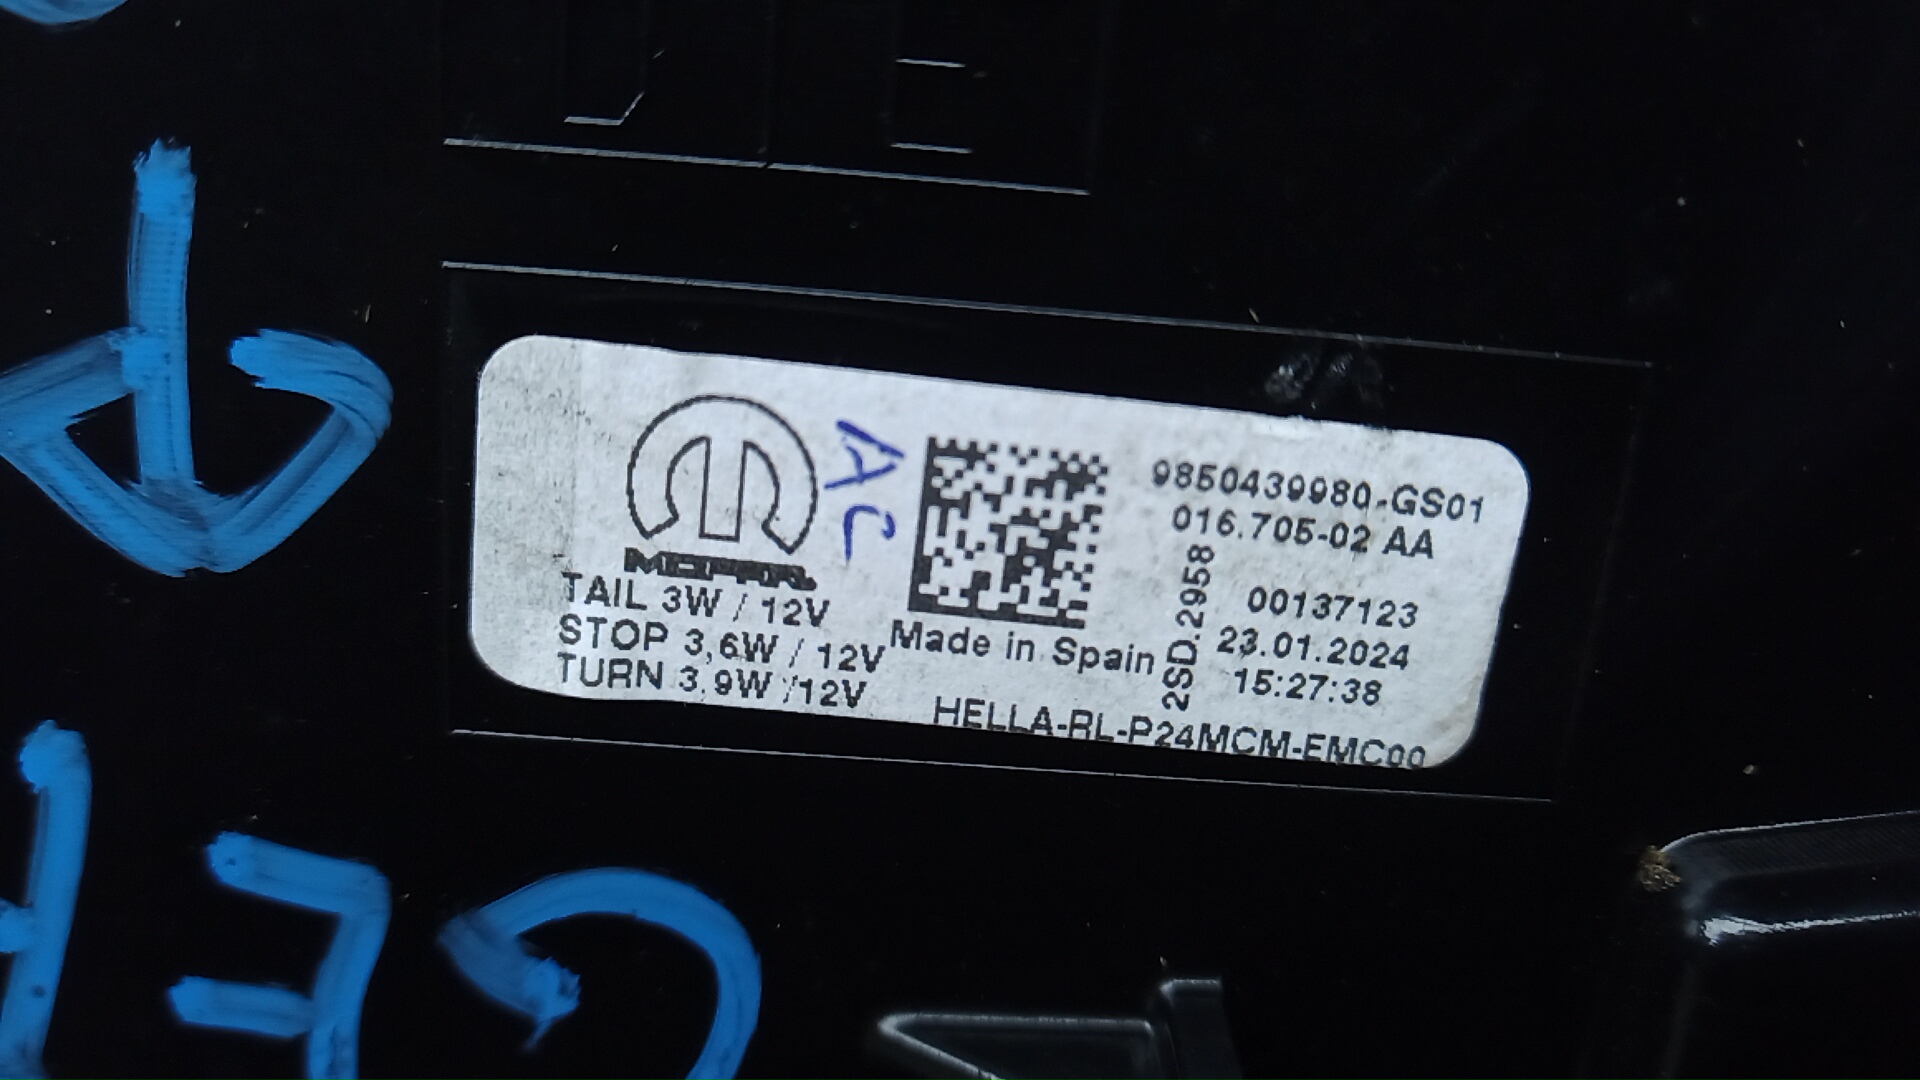 AC
MOPAR
TAIL 3W / 12V
STOP 3,6W / 12V
TURN 3,9W /12V
Made in Spain
9850439980-GS01
016.705-02 AA
2SD.2958
00137123
23.01.2024
15:27:38
HELLA-RL-P24MCM-EMC00